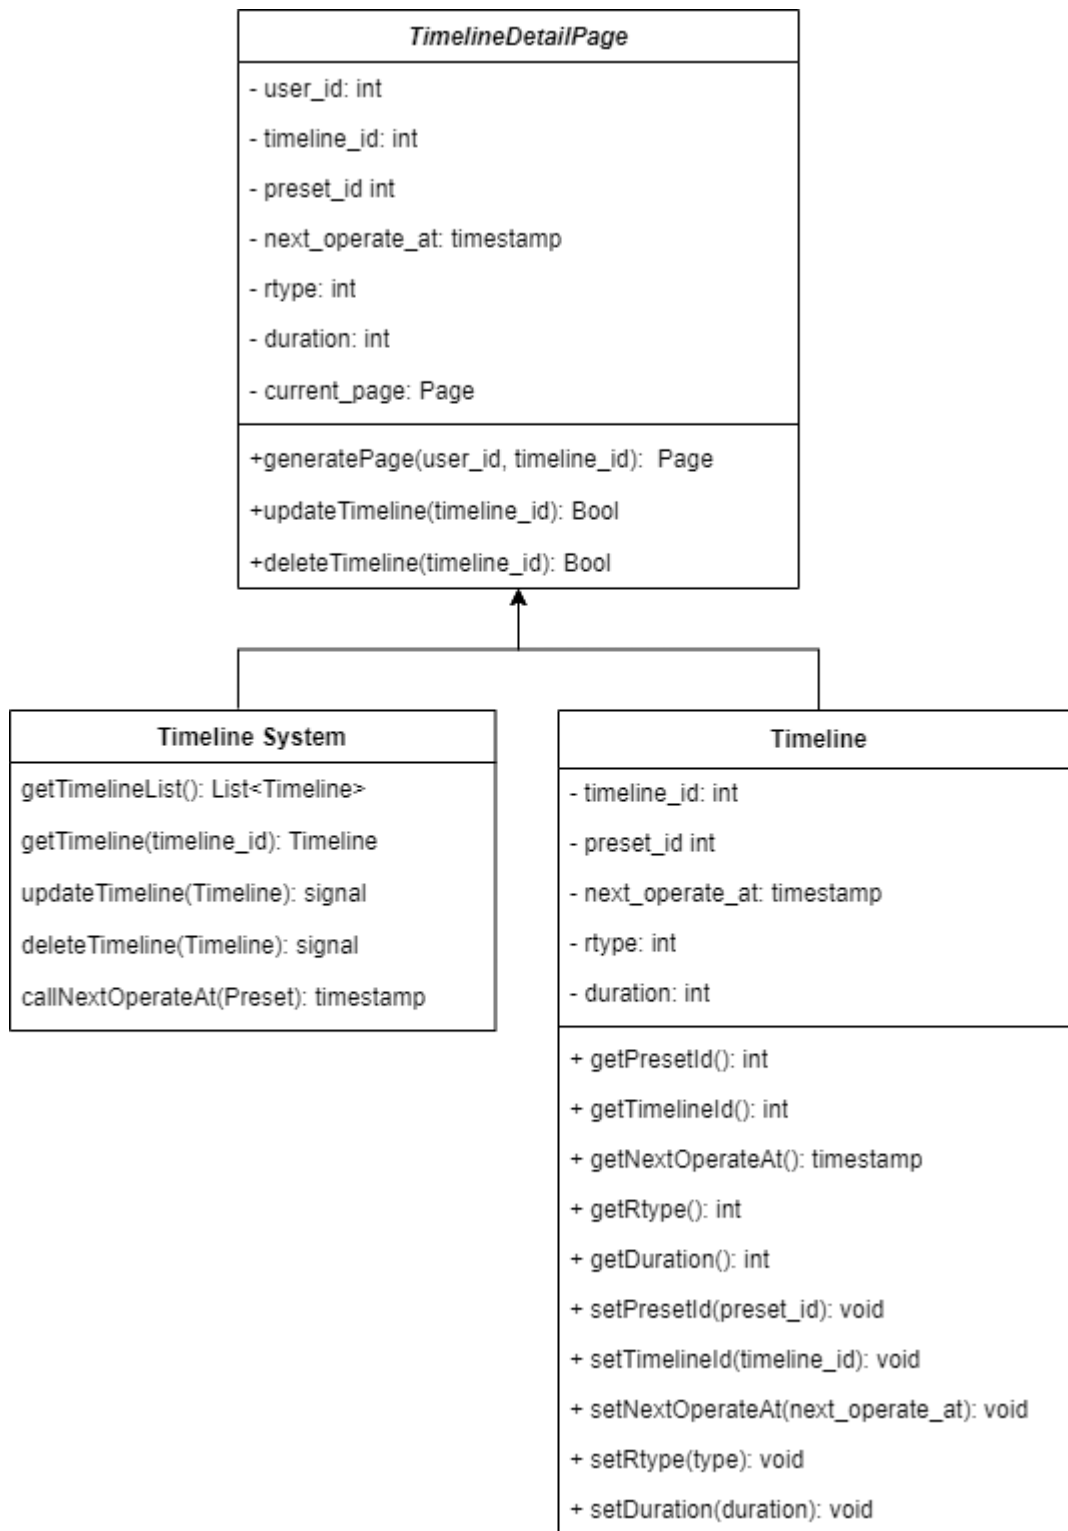 TimelineDetailPage
- user_id: int
- timeline_id: int
- preset_id int
- next_operate_at: timestamp
- rtype: int
- duration: int
- current_page: Page
+generatePage(user_id, timeline_id): Page
+updateTimeline(timeline_id): Bool
+deleteTimeline(timeline_id): Bool
Timeline System
getTimelineList(): List<Timeline>
getTimeline(timeline_id): Timeline
updateTimeline(Timeline): signal
deleteTimeline(Timeline): signal
callNextOperateAt(Preset): timestamp
Timeline
- timeline_id: int
- preset_id int
- next_operate_at: timestamp
- rtype: int
- duration: int
+ getPresetId(): int
+ getTimelineId(): int
+ getNextOperateAt(): timestamp
+ getRtype(): int
+ getDuration(): int
+ setPresetId(preset_id): void
+ setTimelineId(timeline_id): void
+ setNextOperateAt(next_operate_at): void
+ setRtype(type): void
+ setDuration(duration): void